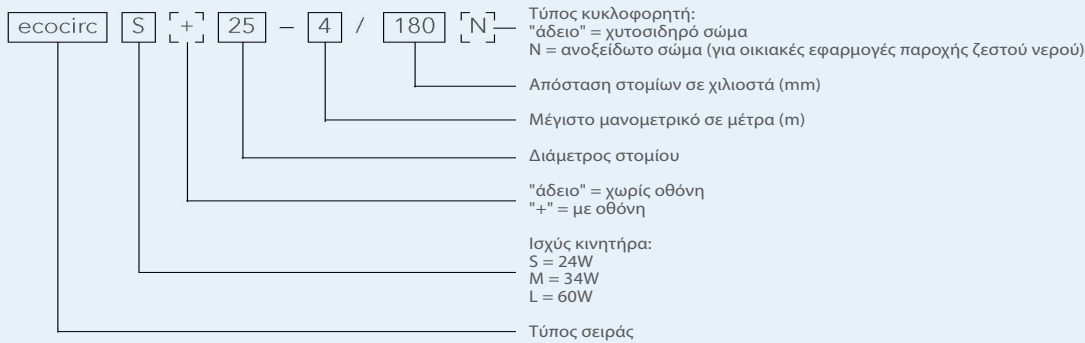 ecocirc S [+] 25 – 4 / 180 [N]
Τύπος κυκλοφορητή:
"άδειο" = χυτοσιδηρό σώμα
N = ανοξείδωτο σώμα (για οικιακές εφαρμογές παροχής ζεστού νερού)
Απόσταση στομίων σε χιλιοστά (mm)
Μέγιστο μανομετρικό σε μέτρα (m)
Διάμετρος στομίου
"άδειο" = χωρίς οθόνη
"+" = με οθόνη
Ισχύς κινητήρα:
S = 24W
M = 34W
L = 60W
Τύπος σειράς